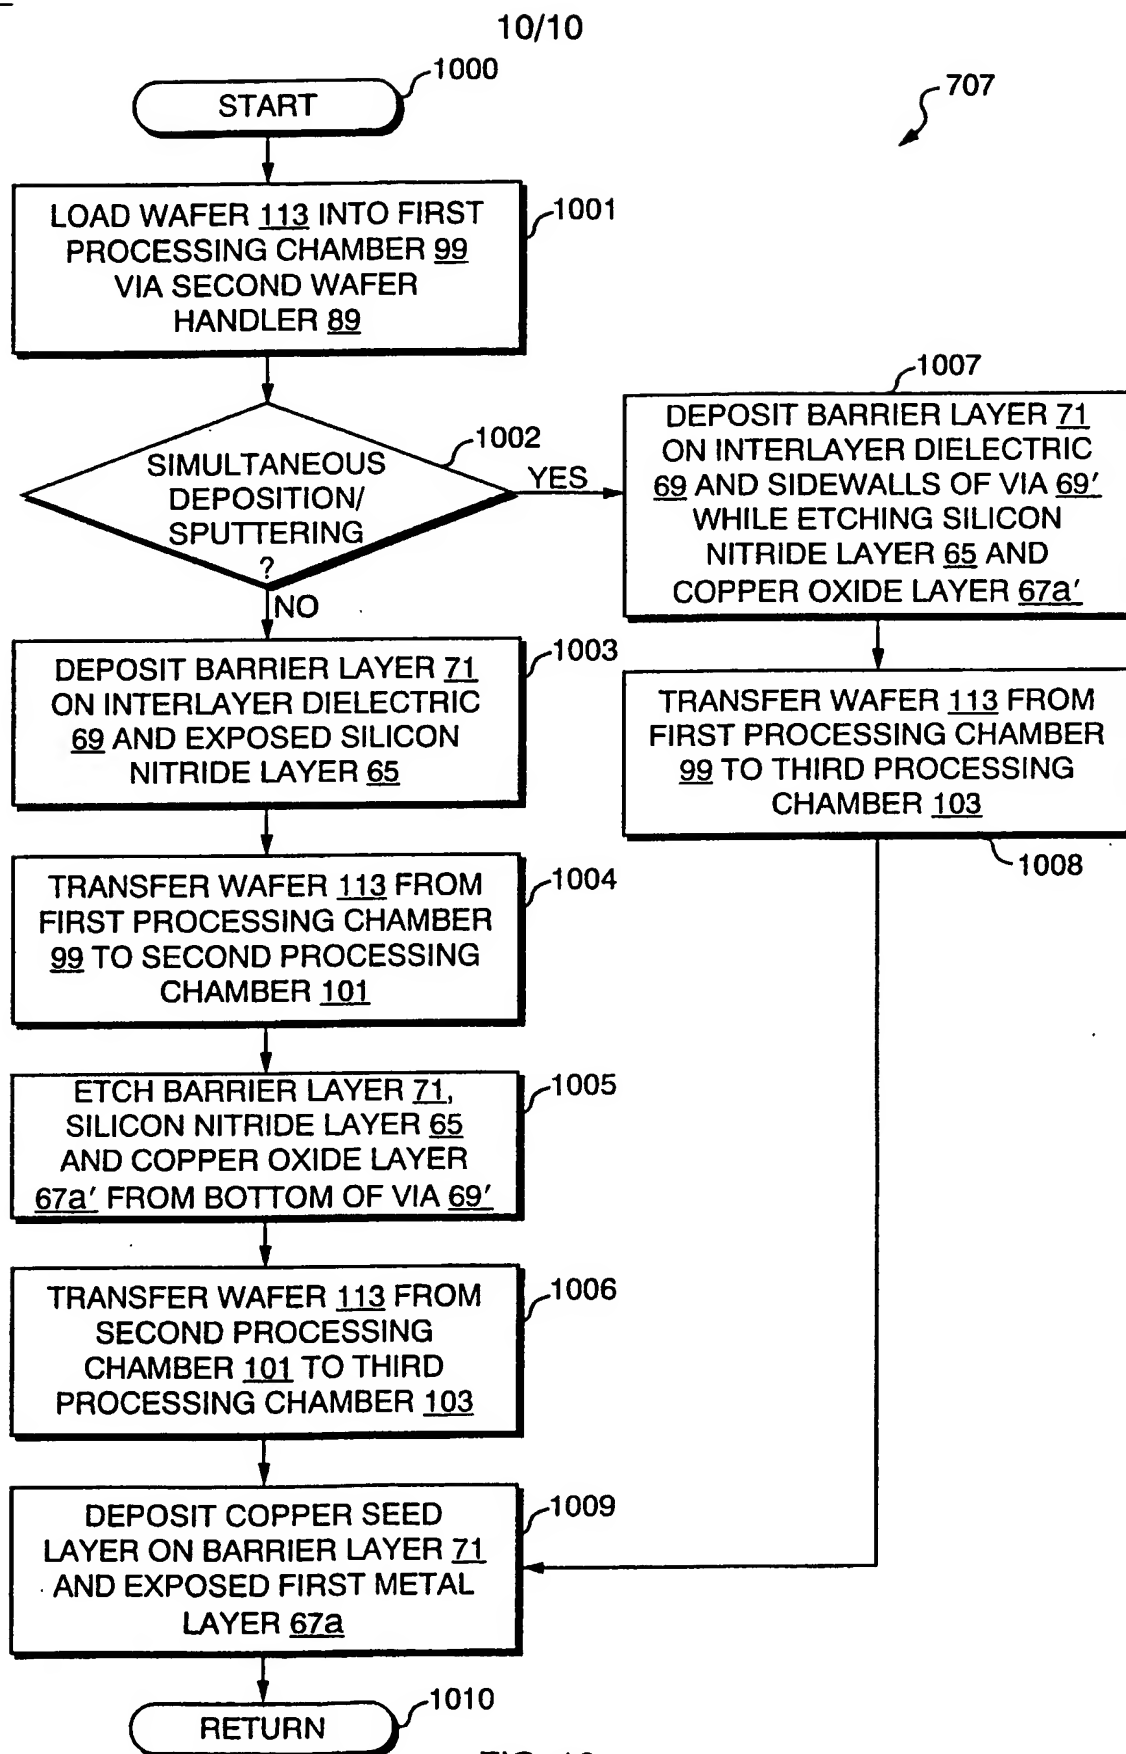 10/10
START
1000
707
LOAD WAFER 113 INTO FIRST
PROCESSING CHAMBER 99
VIA SECOND WAFER
HANDLER 89
1001
SIMULTANEOUS
DEPOSITION/
SPUTTERING
?
1002
YES
NO
1007
DEPOSIT BARRIER LAYER 71
ON INTERLAYER DIELECTRIC
69 AND SIDEWALLS OF VIA 69′
WHILE ETCHING SILICON
NITRIDE LAYER 65 AND
COPPER OXIDE LAYER 67a′
DEPOSIT BARRIER LAYER 71
ON INTERLAYER DIELECTRIC
69 AND EXPOSED SILICON
NITRIDE LAYER 65
1003
TRANSFER WAFER 113 FROM
FIRST PROCESSING CHAMBER
99 TO THIRD PROCESSING
CHAMBER 103
1008
TRANSFER WAFER 113 FROM
FIRST PROCESSING CHAMBER
99 TO SECOND PROCESSING
CHAMBER 101
1004
ETCH BARRIER LAYER 71,
SILICON NITRIDE LAYER 65
AND COPPER OXIDE LAYER
67a′ FROM BOTTOM OF VIA 69′
1005
TRANSFER WAFER 113 FROM
SECOND PROCESSING
CHAMBER 101 TO THIRD
PROCESSING CHAMBER 103
1006
DEPOSIT COPPER SEED
LAYER ON BARRIER LAYER 71
AND EXPOSED FIRST METAL
LAYER 67a
1009
RETURN
1010